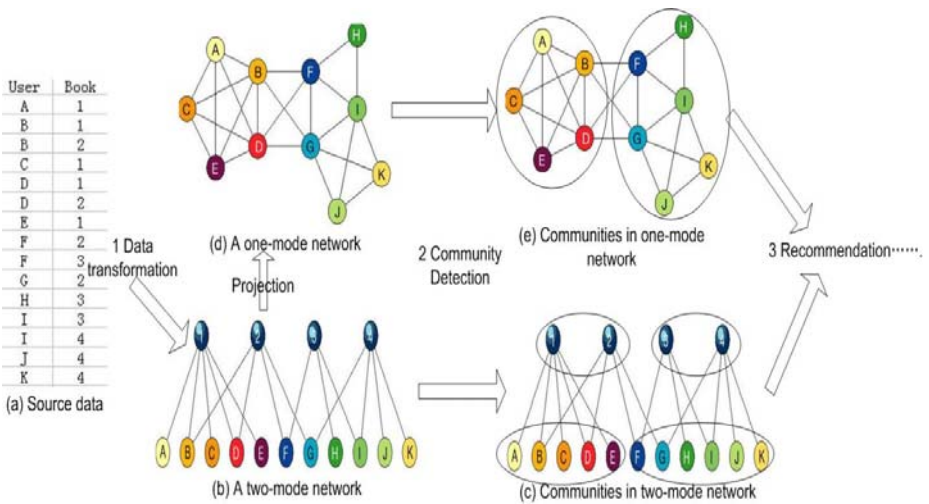 User Book
A 1
B 1
B 2
C 1
D 1
D 2
E 1
F 2
F 3
G 2
H 3
I 3
I 4
J 4
K 4
(a) Source data
1 Data
transformation
A
B
C
D
E
F
G
H
I
J
K
(d) A one-mode network
Projection
1 2 3 4
A B C D E F G H I J K
(b) A two-mode network
2 Community
Detection
A
B
C
D
E
F
G
H
I
J
K
(e) Communities in one-mode
network
1 2 3 4
A B C D E F G H I J K
(c) Communities in two-mode network
3 Recommendation…….